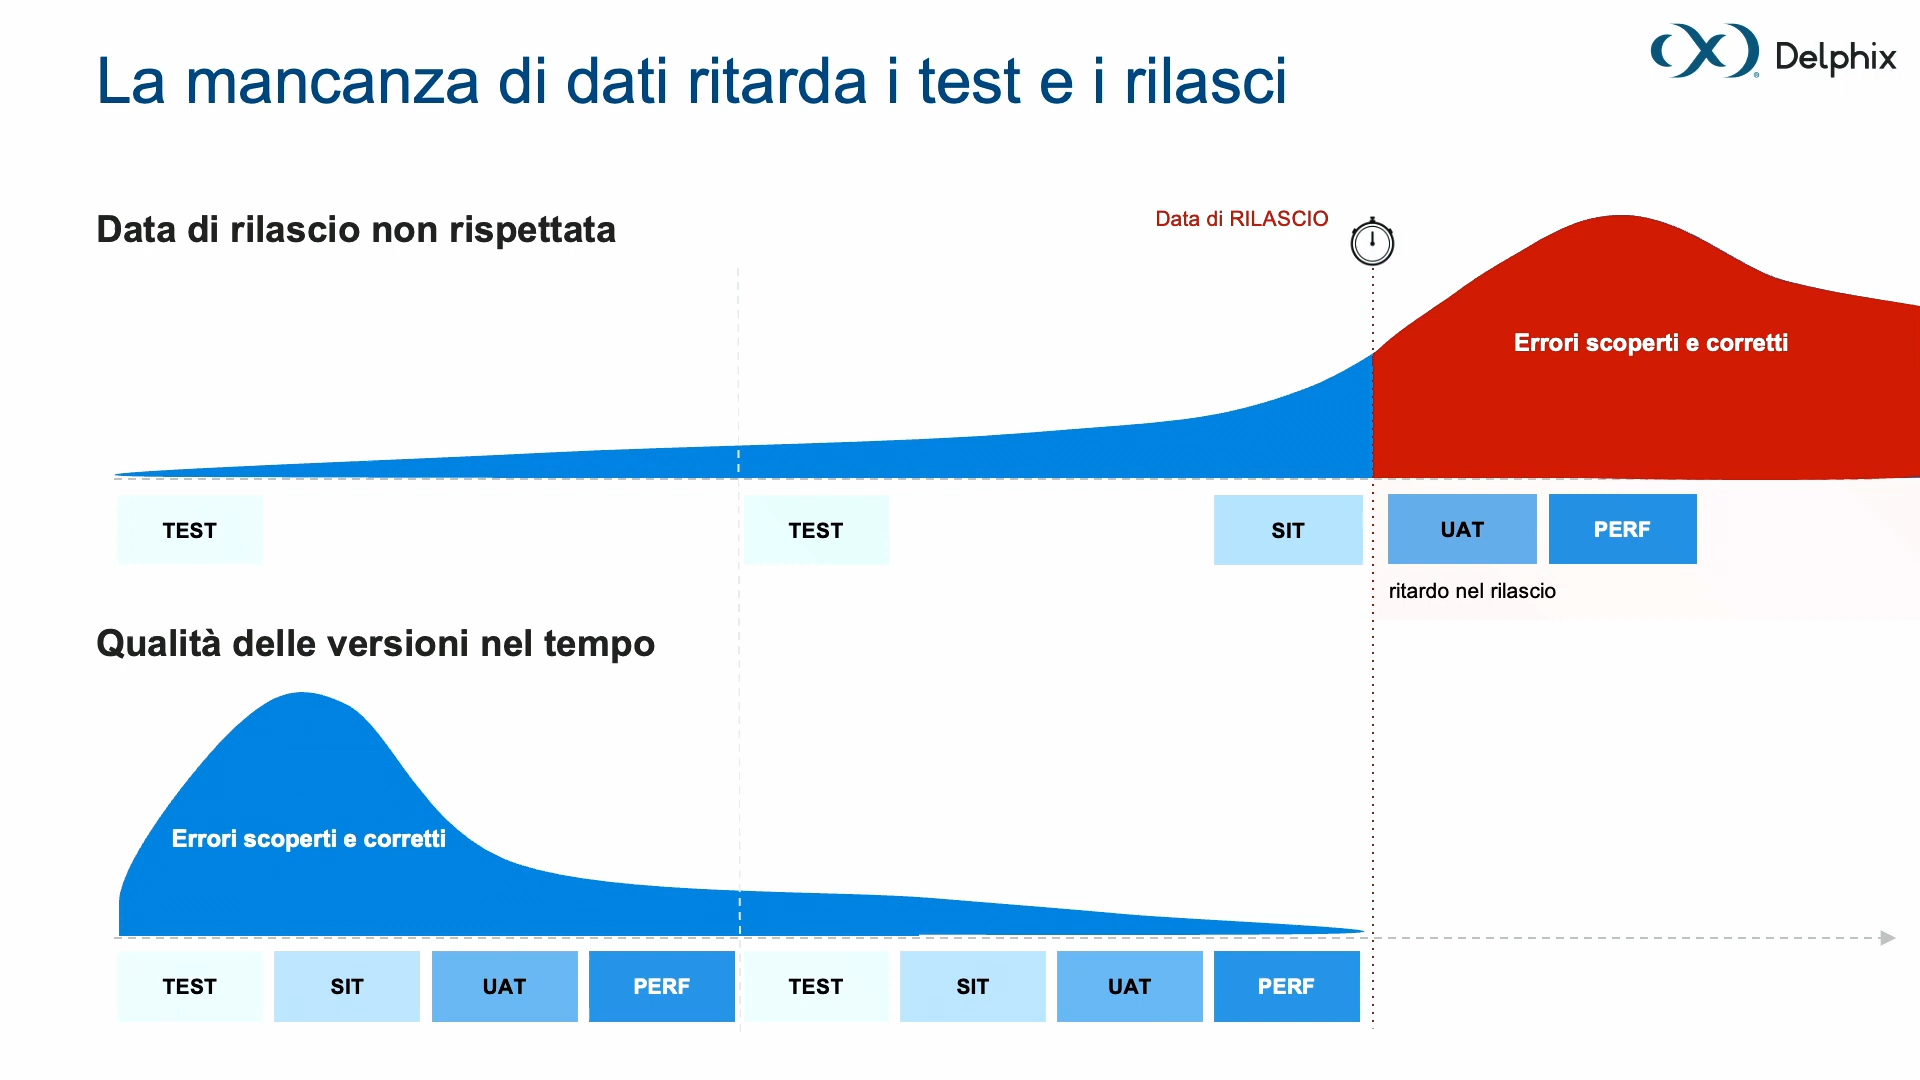 La mancanza di dati ritarda i test e i rilasci
Delphix
Data di rilascio non rispettata
Data di RILASCIO
Errori scoperti e corretti
TEST
TEST
SIT
UAT
PERF
ritardo nel rilascio
Qualità delle versioni nel tempo
Errori scoperti e corretti
TEST
SIT
UAT
PERF
TEST
SIT
UAT
PERF